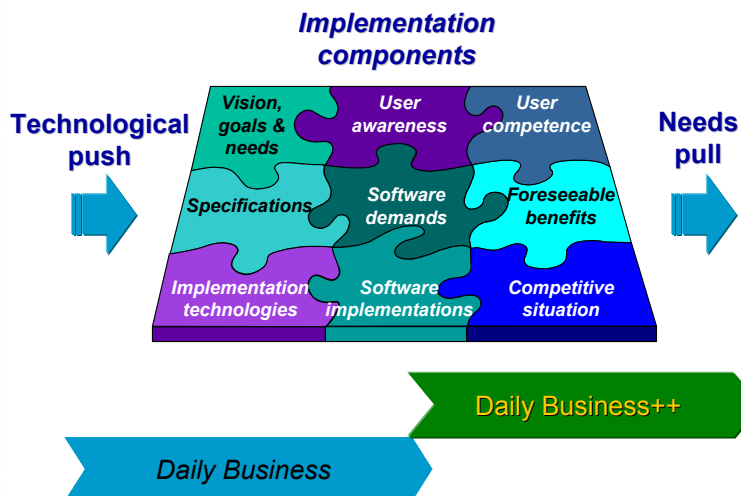 Implementation
components
Technological
push
Needs
pull
Vision,
goals &
needs
User
awareness
User
competence
Specifications
Software
demands
Foreseeable
benefits
Implementation
technologies
Software
implementations
Competitive
situation
Daily Business++
Daily Business